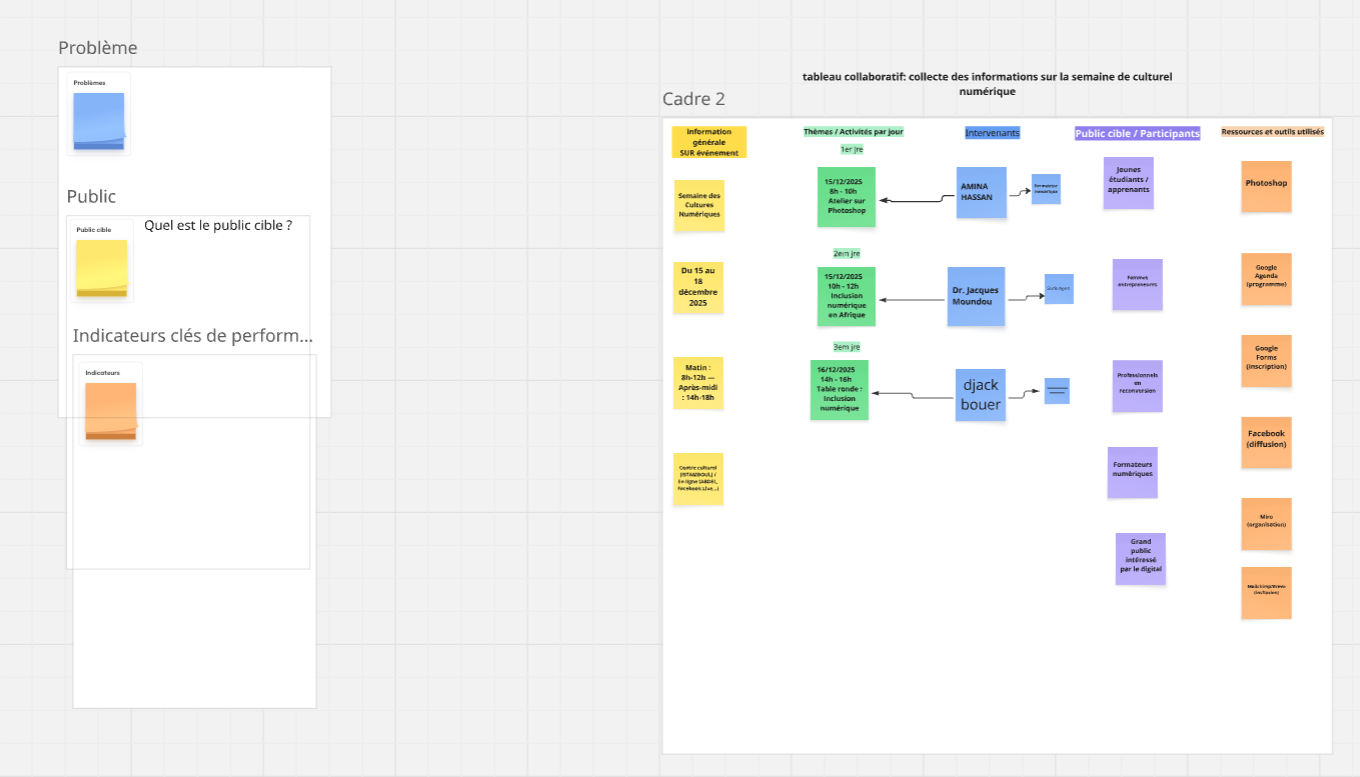 Problème
Problèmes
Public
Public cible
Quel est le public cible ?
Indicateurs clés de perform...
Indicateurs
tableau collaboratif: collecte des informations sur la semaine de culturel
numérique
Cadre 2
Information
générale
SUR événement
Semaine des
Cultures
Numériques
Du 15 au
18
décembre
2025
Matin :
8h-12h —
Après-midi
: 14h-18h
Centre culturel
En ligne
Thèmes / Activités par jour
1er jre
15/12/2025
8h - 10h
Atelier sur
Photoshop
2em jre
15/12/2025
10h - 12h
Inclusion
numérique
en Afrique
3em jre
16/12/2025
14h - 16h
Table ronde :
Inclusion
numérique
Intervenants
AMINA
HASSAN
Formateur
numérique
Dr. Jacques
Moundou
djack
bouer
Public cible / Participants
Jeunes
étudiants /
apprenants
Femmes
entrepreneures
Professionnels
en
reconversion
Formateurs
numériques
Grand
public
intéressé
par le digital
Ressources et outils utilisés
Photoshop
Google
Agenda
(programme)
Google
Forms
(inscription)
Facebook
(diffusion)
Miro
(organisation)